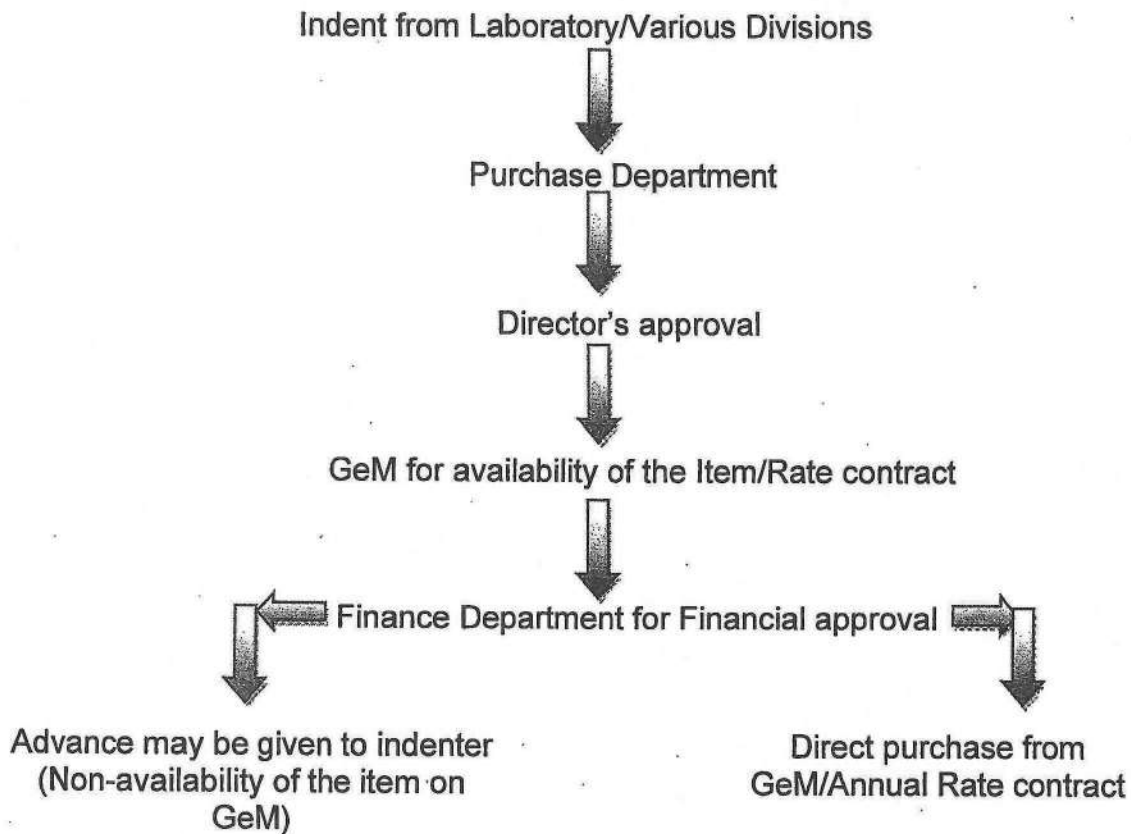 Indent from Laboratory/Various Divisions
Purchase Department
Director's approval
GeM for availability of the Item/Rate contract
Finance Department for Financial approval
Advance may be given to indenter
(Non-availability of the item on
GeM)
Direct purchase from
GeM/Annual Rate contract